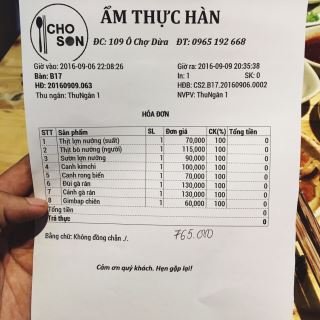 CHO SON
ẨM THỰC HÀN
ĐC: 109 Ô Chợ Dừa ĐT: 0965 192 668
Giờ vào: 2016-09-06 22:08:26 Giờ ra: 2016-09-09 20:35:38
Bàn: B17 In: 1 SK: 0
HĐ: 20160909.063 HĐĐ: CS2.B17.20160906.0002
Thu ngân: ThuNgân 1 NVPV: ThuNgân 1
HÓA ĐƠN
STT Sản phẩm SL Đơn giá CK(%) Tổng tiền
1 Thịt lợn nướng (suất) 1 70,000 100 0
2 Thịt bò nướng (người) 1 115,000 100 0
3 Sườn lợn nướng 1 90,000 100 0
4 Canh kimchi 1 100,000 100 0
5 Canh rong biển 1 70,000 100 0
6 Đùi gà rán 1 130,000 100 0
7 Cánh gà rán 1 130,000 100 0
8 Gimbap chiên 1 60,000 100 0
Tổng tiền 0
Trả thực 0
Bằng chữ: Không đồng chẵn ./. 765.000
Cảm ơn quý khách. Hẹn gặp lại!